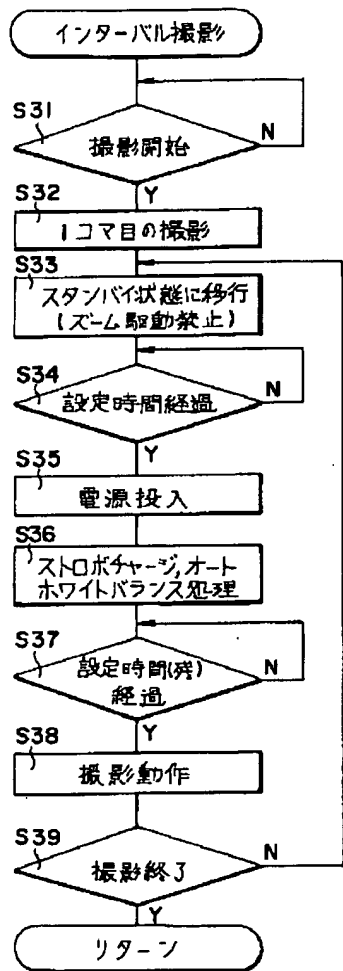 インターバル撮影
S31
撮影開始
N
Y
S32
1コマ目の撮影
S33
スタンバイ状態に移行
(ズーム駆動禁止)
S34
設定時間経過
N
Y
S35
電源投入
S36
ストロボチャージ,オート
ホワイトバランス処理
S37
設定時間(残)
経過
N
Y
S38
撮影動作
S39
撮影終了
N
Y
リターン